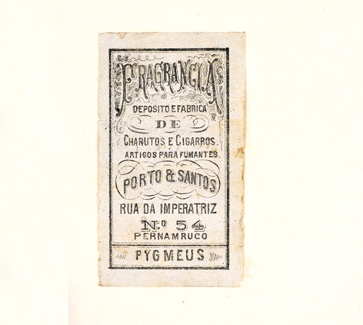 FRAGRANCIA
DEPOSITO E FABRICA
DE
CHARUTOS E CIGARROS.
ARTIGOS PARA FUMANTES
PORTO & SANTOS
RUA DA IMPERATRIZ
Nº 54
PERNAMBUCO
PYGMEUS